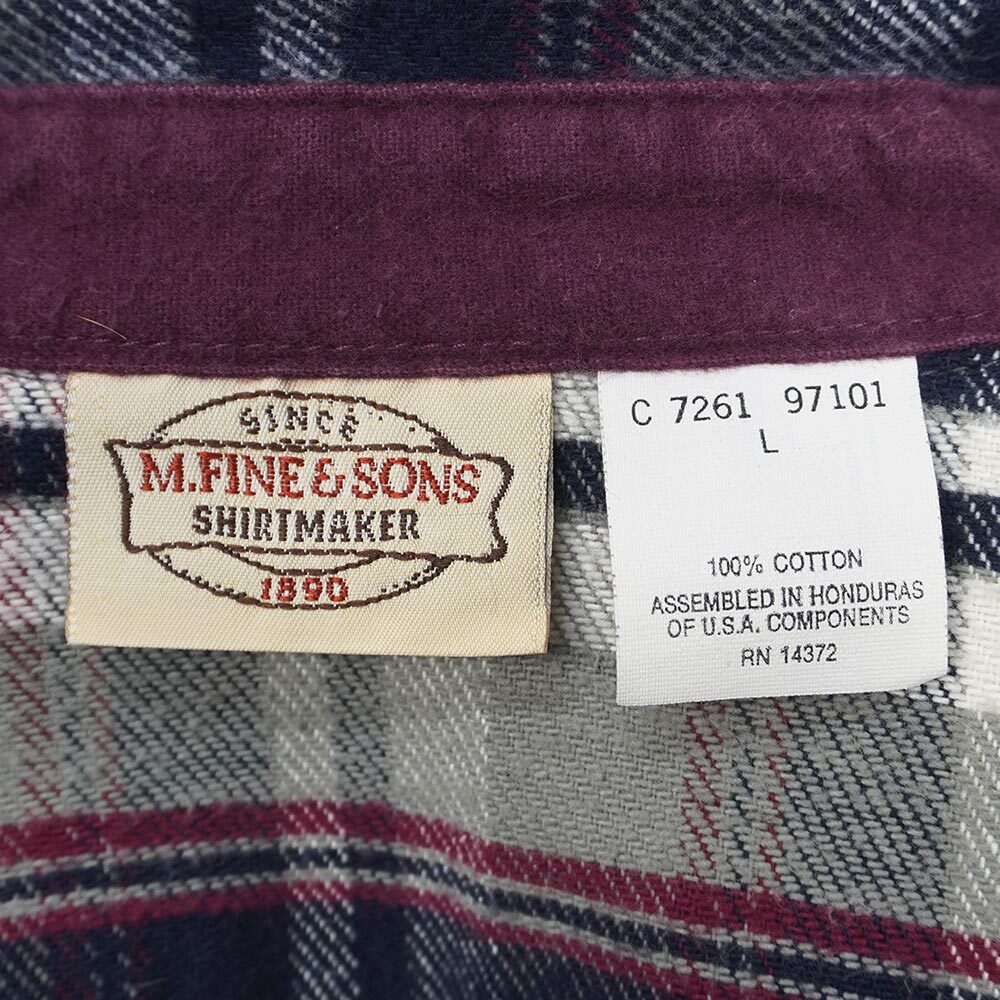 SINCE
M.FINE & SONS
SHIRTMAKER
1890
C 7261 97101
L
100% COTTON
ASSEMBLED IN HONDURAS
OF U.S.A. COMPONENTS
RN 14372